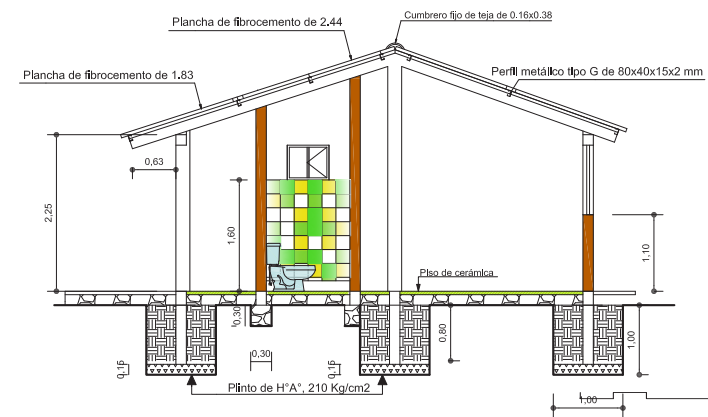 Cumbrero fijo de teja de 0.16x0.38
Plancha de fibrocemento de 2.44
Plancha de fibrocemento de 1.83
Perfil metálico tipo G de 80x40x15x2 mm
0,63
2,25
1,60
1,10
Piso de cerámica
0,30
0,80
1,00
0,30
0,15
0,15
Plinto de H°A°, 210 Kg/cm2
1,00